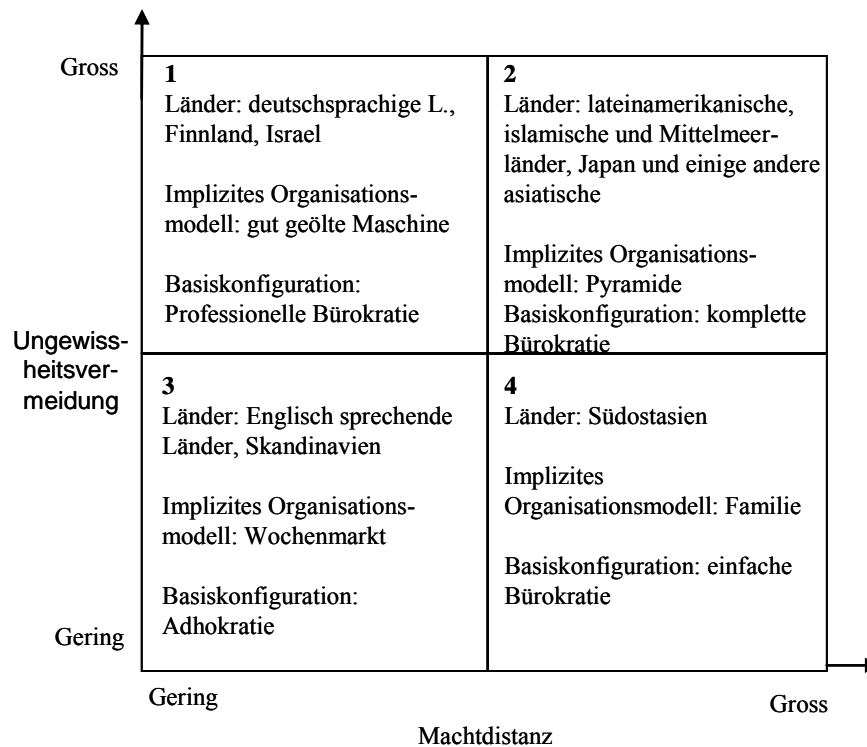 Gross
1
Länder: deutschsprachige L.,
Finnland, Israel
Implizites Organisations-
modell: gut geölte Maschine
Basiskonfiguration:
Professionelle Bürokratie
2
Länder: lateinamerikanische,
islamische und Mittelmeer-
länder, Japan und einige andere
asiatische
Implizites Organisations-
modell: Pyramide
Basiskonfiguration: komplette
Bürokratie
Ungewiss-
heitsver-
meidung
3
Länder: Englisch sprechende
Länder, Skandinavien
Implizites Organisations-
modell: Wochenmarkt
Basiskonfiguration:
Adhokratie
4
Länder: Südostasien
Implizites
Organisationsmodell: Familie
Basiskonfiguration: einfache
Bürokratie
Gering
Gering
Gross
Machtdistanz